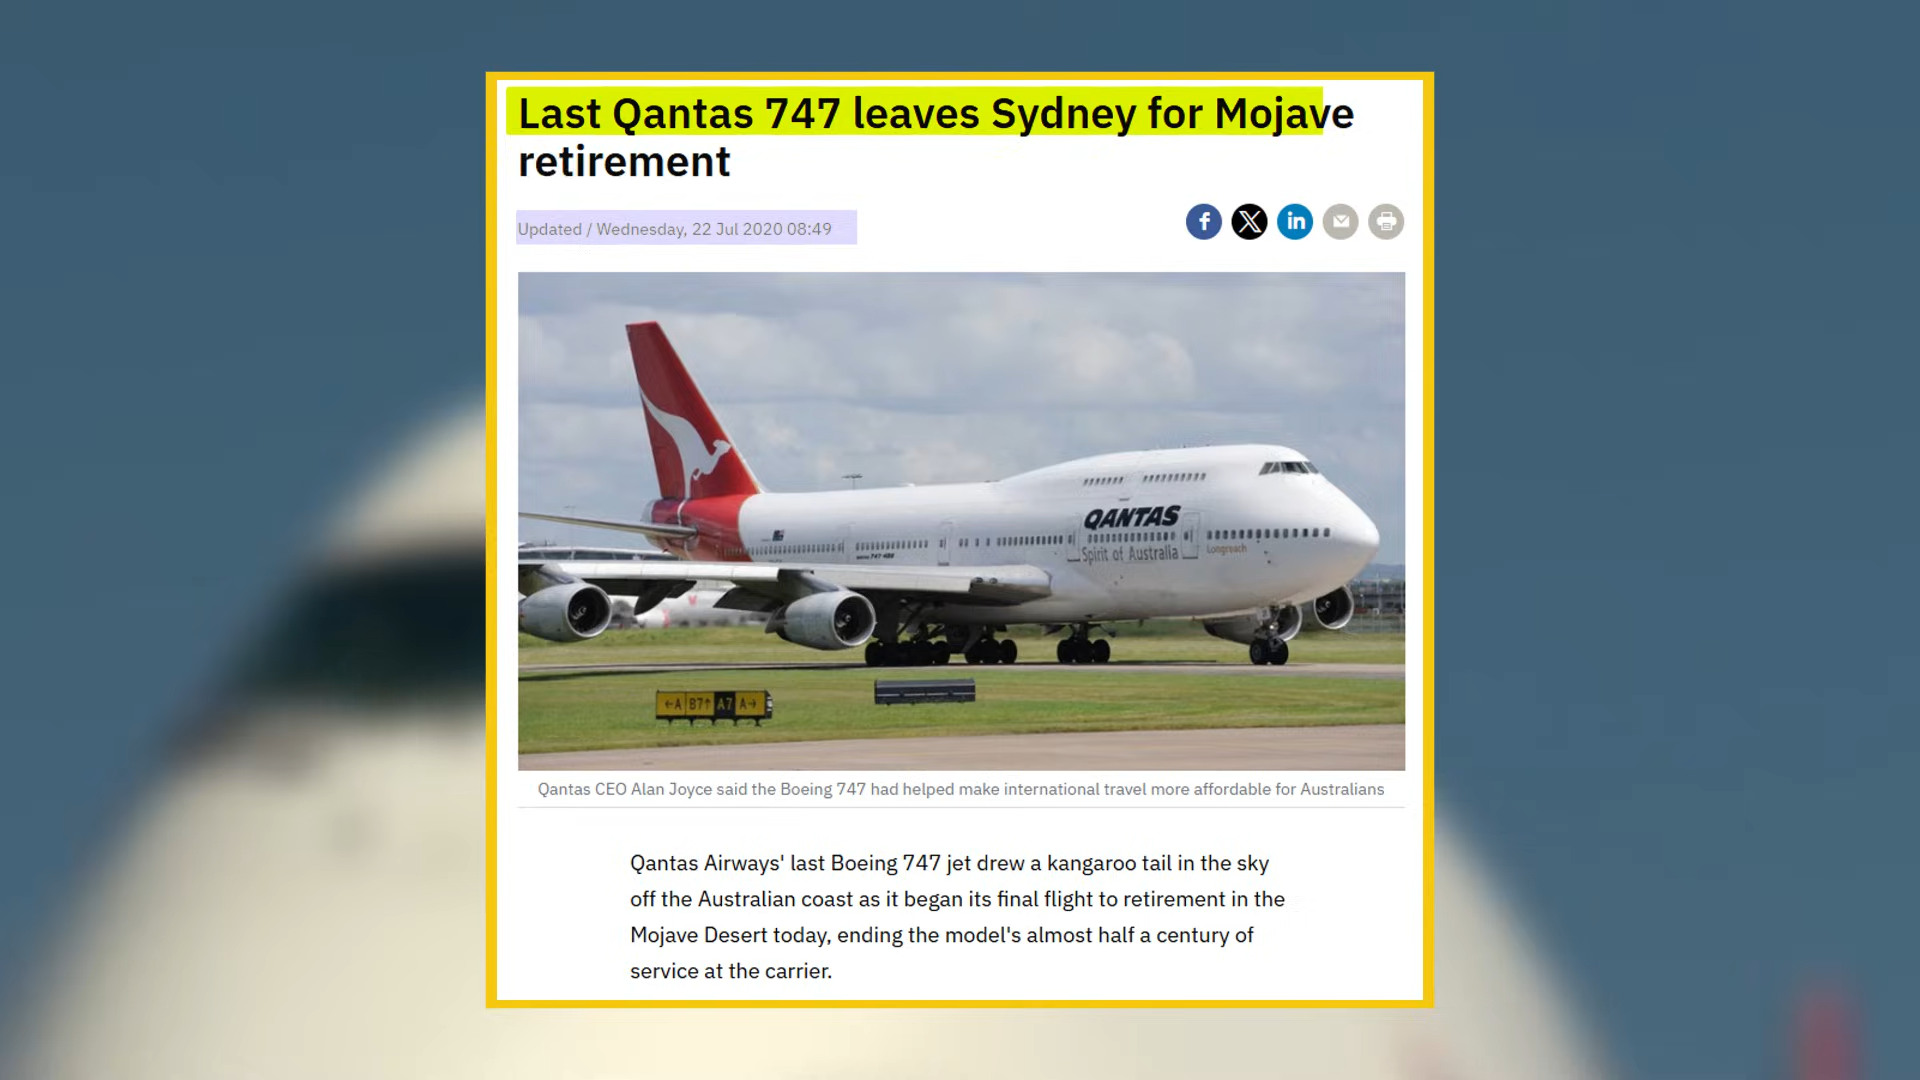 Last Qantas 747 leaves Sydney for Mojave
retirement
Updated / Wednesday, 22 Jul 2020 08:49
QANTAS
Spirit of Australia
Longreach
←A B7↑ A7 A→
Qantas CEO Alan Joyce said the Boeing 747 had helped make international travel more affordable for Australians
Qantas Airways' last Boeing 747 jet drew a kangaroo tail in the sky
off the Australian coast as it began its final flight to retirement in the
Mojave Desert today, ending the model's almost half a century of
service at the carrier.